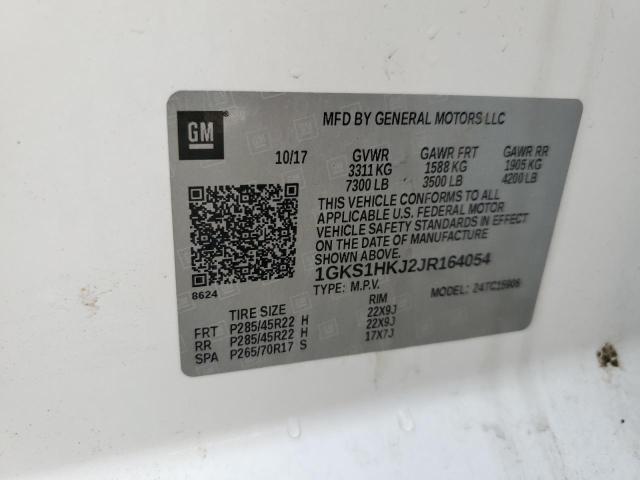 GM
MFD BY GENERAL MOTORS LLC
10/17 GVWR GAWR FRT GAWR RR
3311 KG 1588 KG 1905 KG
7300 LB 3500 LB 4200 LB
THIS VEHICLE CONFORMS TO ALL
APPLICABLE U.S. FEDERAL MOTOR
VEHICLE SAFETY STANDARDS IN EFFECT
ON THE DATE OF MANUFACTURE
SHOWN ABOVE.
1GKS1HKJ2JR164054
8624
TYPE: M.P.V. MODEL:
TIRE SIZE RIM
FRT P285/45R22 H 22X9J
RR P285/45R22 H 22X9J
SPA P265/70R17 S 17X7J